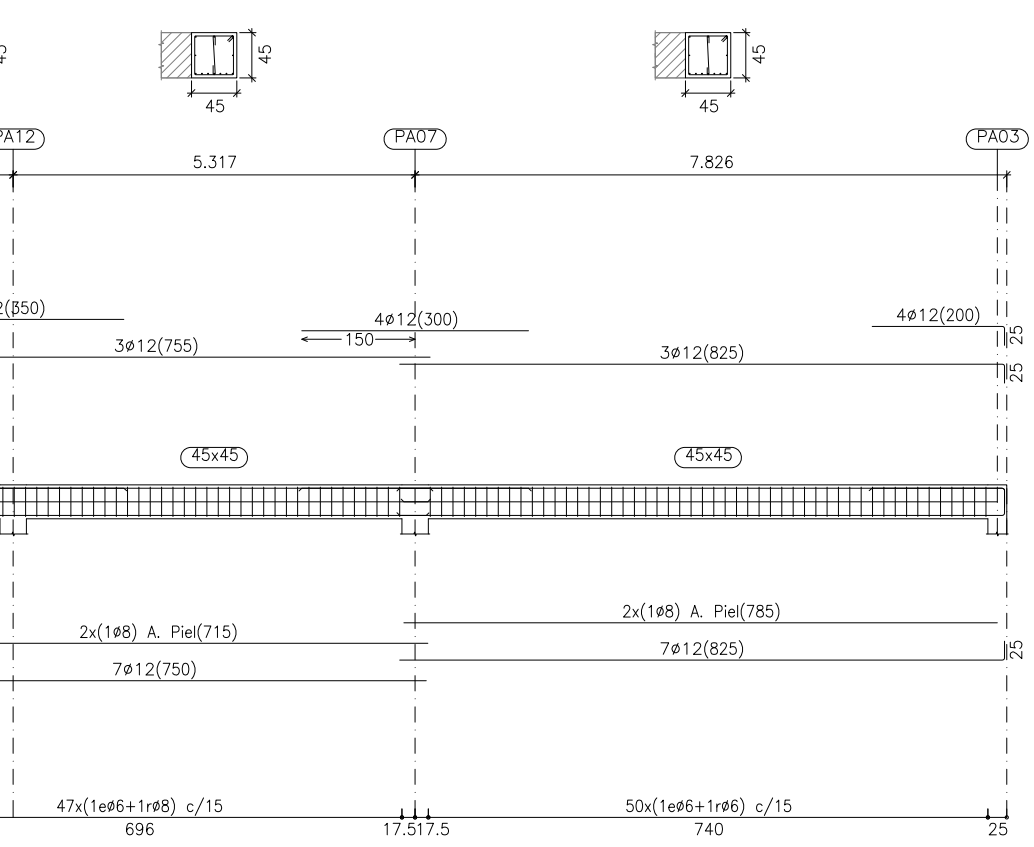 45
45
45
45
45
PA12
PA07
PA03
5.317
7.826
2(350)
4ø12(300)
4ø12(200)
150
25
3ø12(755)
3ø12(825)
25
45x45
45x45
2x(1ø8) A. Piel(785)
2x(1ø8) A. Piel(715)
7ø12(825)
25
7ø12(750)
47x(1eø6+1rø8) c/15
50x(1eø6+1rø6) c/15
696
17.5
17.5
740
25